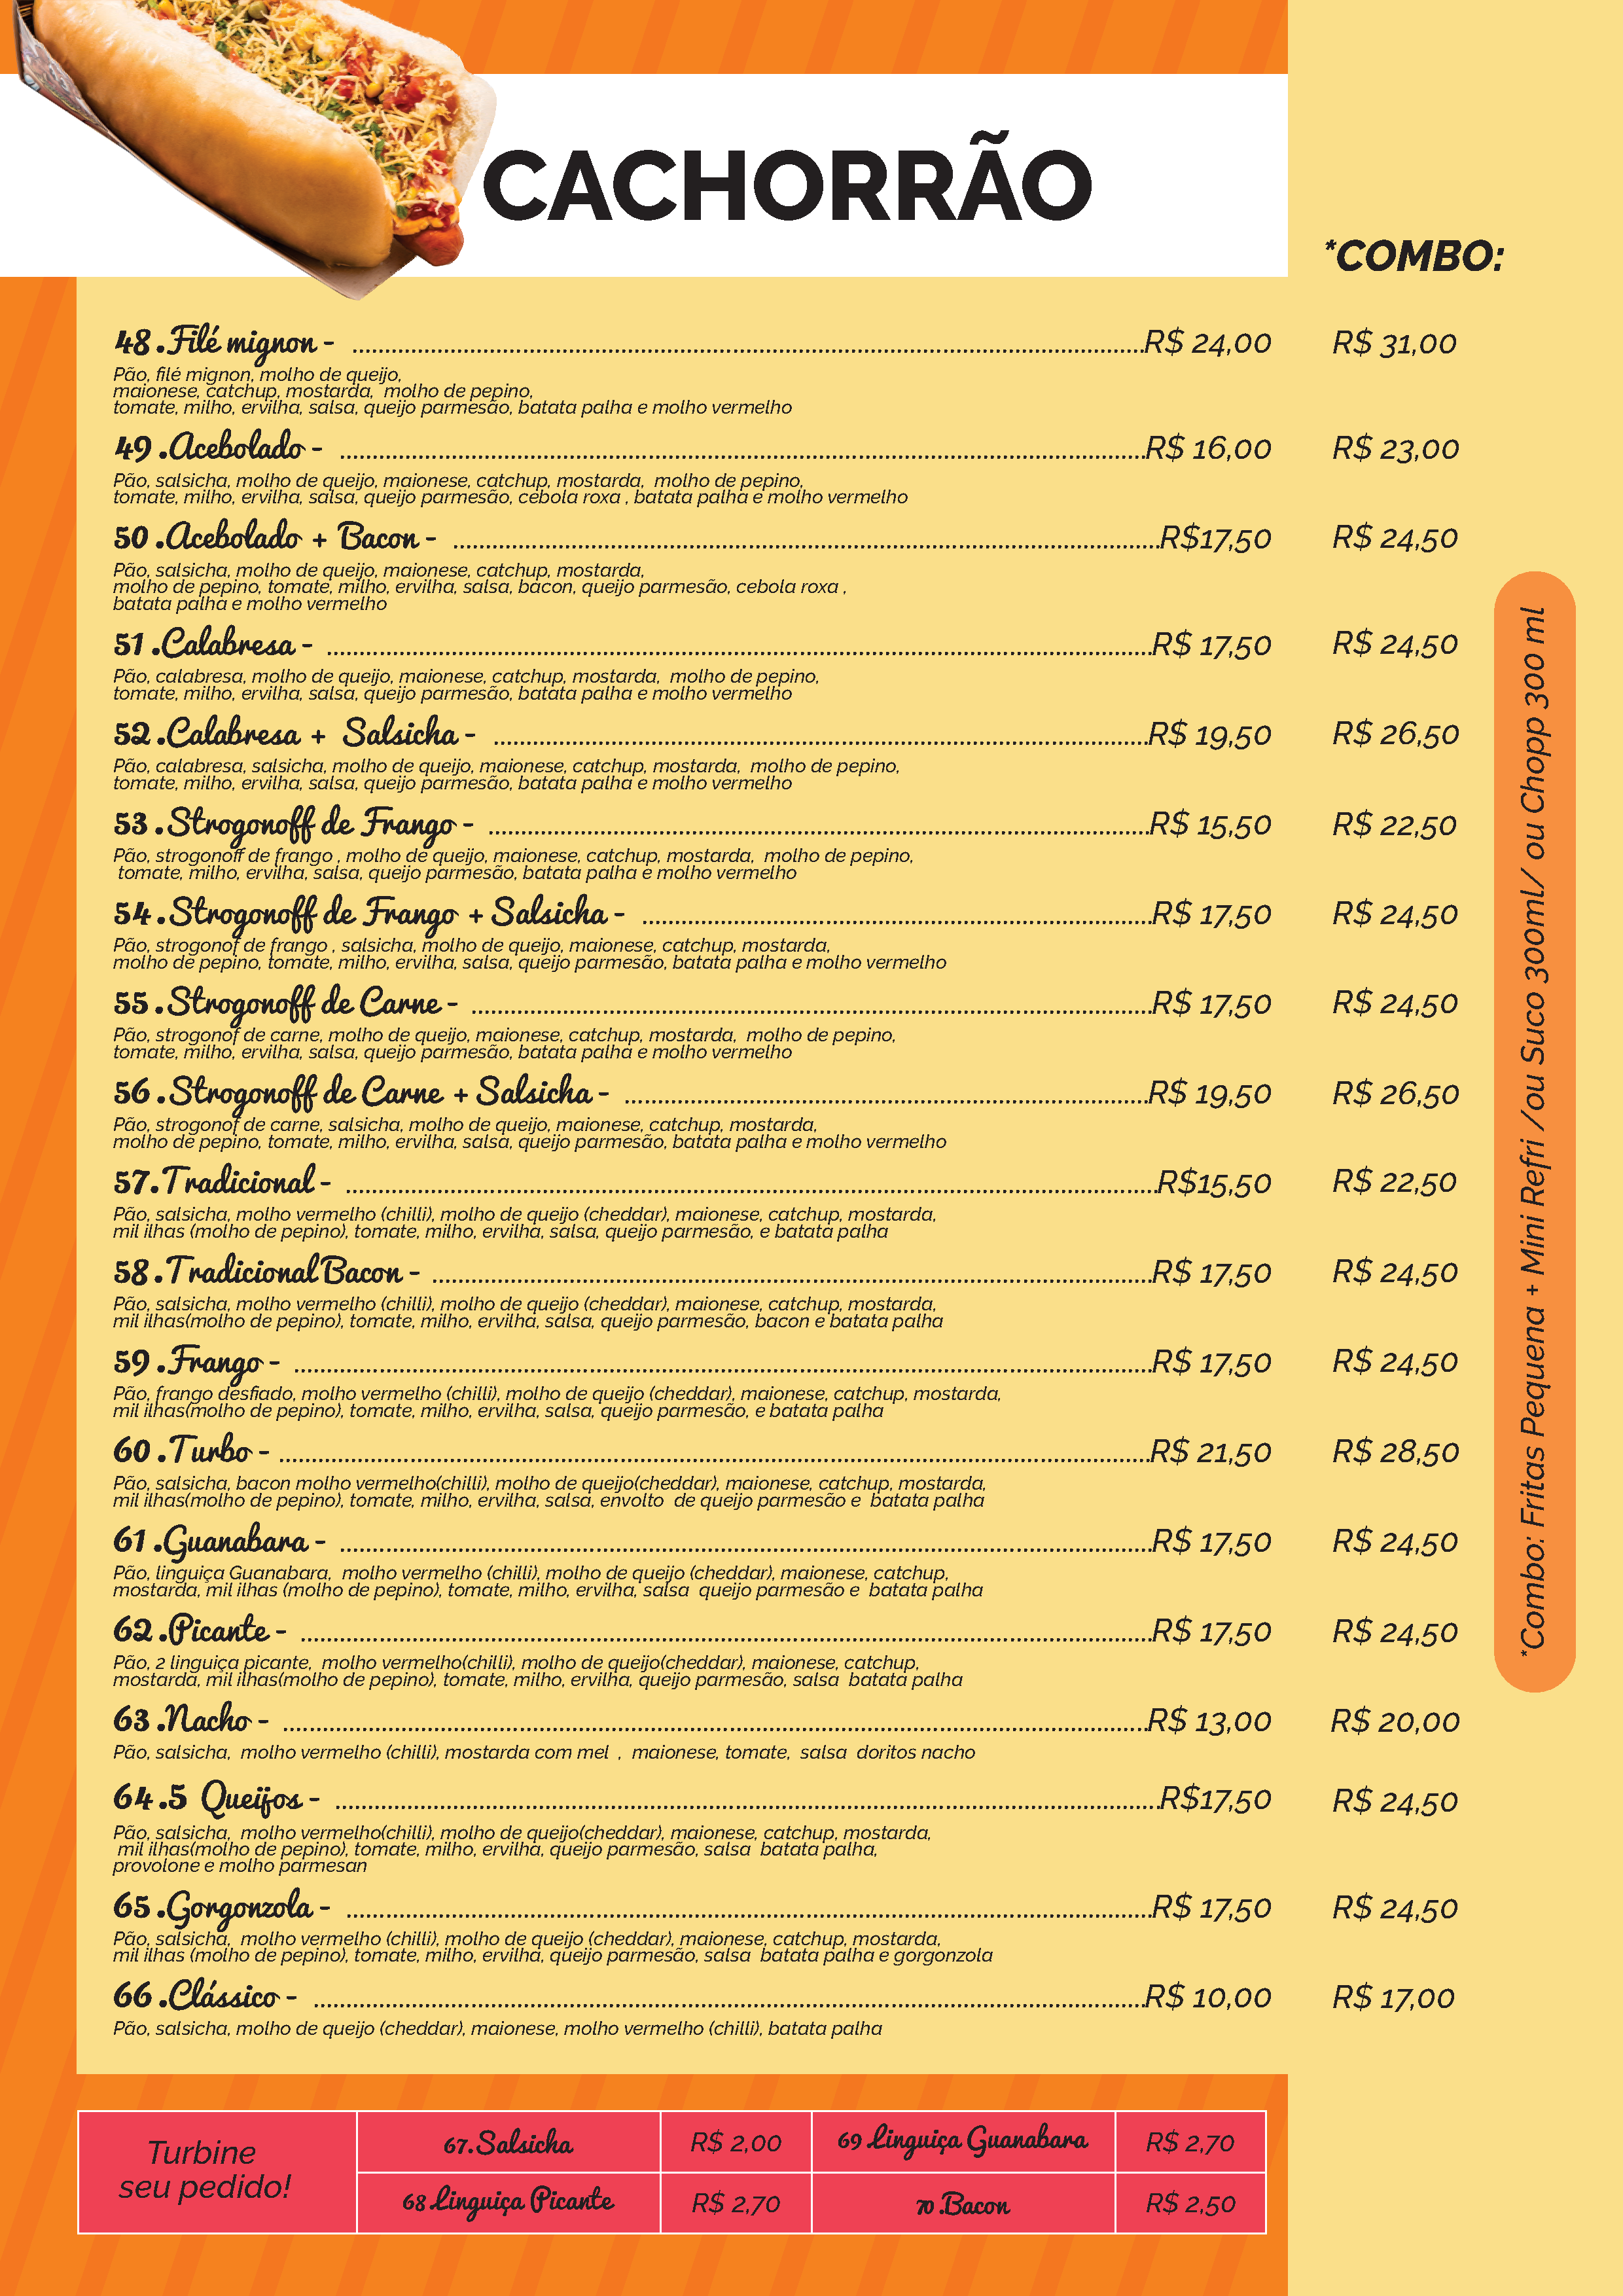 CACHORRÃO
*COMBO:
48 .Filé mignon - R$ 24,00 R$ 31,00
Pão, filé mignon, molho de queijo,
maionese, catchup, mostarda, molho de pepino,
tomate, milho, ervilha, salsa, queijo parmesão, batata palha e molho vermelho
49 .Acebolado - R$ 16,00 R$ 23,00
Pão, salsicha, molho de queijo, maionese, catchup, mostarda, molho de pepino,
tomate, milho, ervilha, salsa, queijo parmesão, cebola roxa , batata palha e molho vermelho
50 .Acebolado + Bacon - R$17,50 R$ 24,50
Pão, salsicha, molho de queijo, maionese, catchup, mostarda,
molho de pepino, tomate, milho, ervilha, salsa, bacon, queijo parmesão, cebola roxa ,
batata palha e molho vermelho
51 .Calabresa - R$ 17,50 R$ 24,50
Pão, calabresa, molho de queijo, maionese, catchup, mostarda, molho de pepino,
tomate, milho, ervilha, salsa, queijo parmesão, batata palha e molho vermelho
52 .Calabresa + Salsicha - R$ 19,50 R$ 26,50
Pão, calabresa, salsicha, molho de queijo, maionese, catchup, mostarda, molho de pepino,
tomate, milho, ervilha, salsa, queijo parmesão, batata palha e molho vermelho
53 .Strogonoff de Frango - R$ 15,50 R$ 22,50
Pão, strogonoff de frango , molho de queijo, maionese, catchup, mostarda, molho de pepino,
tomate, milho, ervilha, salsa, queijo parmesão, batata palha e molho vermelho
54 .Strogonoff de Frango + Salsicha - R$ 17,50 R$ 24,50
Pão, strogonof de frango , salsicha, molho de queijo, maionese, catchup, mostarda,
molho de pepino, tomate, milho, ervilha, salsa, queijo parmesão, batata palha e molho vermelho
55 .Strogonoff de Carne - R$ 17,50 R$ 24,50
Pão, strogonof de carne, molho de queijo, maionese, catchup, mostarda, molho de pepino,
tomate, milho, ervilha, salsa, queijo parmesão, batata palha e molho vermelho
56 .Strogonoff de Carne + Salsicha - R$ 19,50 R$ 26,50
Pão, strogonof de carne, salsicha, molho de queijo, maionese, catchup, mostarda,
molho de pepino, tomate, milho, ervilha, salsa, queijo parmesão, batata palha e molho vermelho
57.Tradicional - R$15,50 R$ 22,50
Pão, salsicha, molho vermelho (chilli), molho de queijo (cheddar), maionese, catchup, mostarda,
mil ilhas (molho de pepino), tomate, milho, ervilha, salsa, queijo parmesão, e batata palha
58 .Tradicional Bacon - R$ 17,50 R$ 24,50
Pão, salsicha, molho vermelho (chilli), molho de queijo (cheddar), maionese, catchup, mostarda,
mil ilhas(molho de pepino), tomate, milho, ervilha, salsa, queijo parmesão, bacon e batata palha
59 .Frango - R$ 17,50 R$ 24,50
Pão, frango desfiado, molho vermelho (chilli), molho de queijo (cheddar), maionese, catchup, mostarda,
mil ilhas(molho de pepino), tomate, milho, ervilha, salsa, queijo parmesão, e batata palha
60 .Turbo - R$ 21,50 R$ 28,50
Pão, salsicha, bacon molho vermelho(chilli), molho de queijo(cheddar), maionese, catchup, mostarda,
mil ilhas(molho de pepino), tomate, milho, ervilha, salsa, envolto de queijo parmesão e batata palha
61 .Guanabara - R$ 17,50 R$ 24,50
Pão, linguiça Guanabara, molho vermelho (chilli), molho de queijo (cheddar), maionese, catchup,
mostarda, mil ilhas (molho de pepino), tomate, milho, ervilha, salsa queijo parmesão e batata palha
62 .Picante - R$ 17,50 R$ 24,50
Pão, 2 linguiça picante, molho vermelho(chilli), molho de queijo(cheddar), maionese, catchup,
mostarda, mil ilhas(molho de pepino), tomate, milho, ervilha, queijo parmesão, salsa batata palha
63 .Nacho - R$ 13,00 R$ 20,00
Pão, salsicha, molho vermelho (chilli), mostarda com mel , maionese, tomate, salsa doritos nacho
64 .5 Queijos - R$17,50 R$ 24,50
Pão, salsicha, molho vermelho(chilli), molho de queijo(cheddar), maionese, catchup, mostarda,
mil ilhas(molho de pepino), tomate, milho, ervilha, queijo parmesão, salsa batata palha,
provolone e molho parmesan
65 .Gorgonzola - R$ 17,50 R$ 24,50
Pão, salsicha, molho vermelho (chilli), molho de queijo (cheddar), maionese, catchup, mostarda,
mil ilhas (molho de pepino), tomate, milho, ervilha, queijo parmesão, salsa batata palha e gorgonzola
66 .Clássico - R$ 10,00 R$ 17,00
Pão, salsicha, molho de queijo (cheddar), maionese, molho vermelho (chilli), batata palha
*Combo: Fritas Pequena + Mini Refri /ou Suco 300ml/ ou Chopp 300 ml
Turbine
seu pedido!
67.Salsicha R$ 2,00 69 .Linguiça Guanabara R$ 2,70
68 .Linguiça Picante R$ 2,70 70 .Bacon R$ 2,50